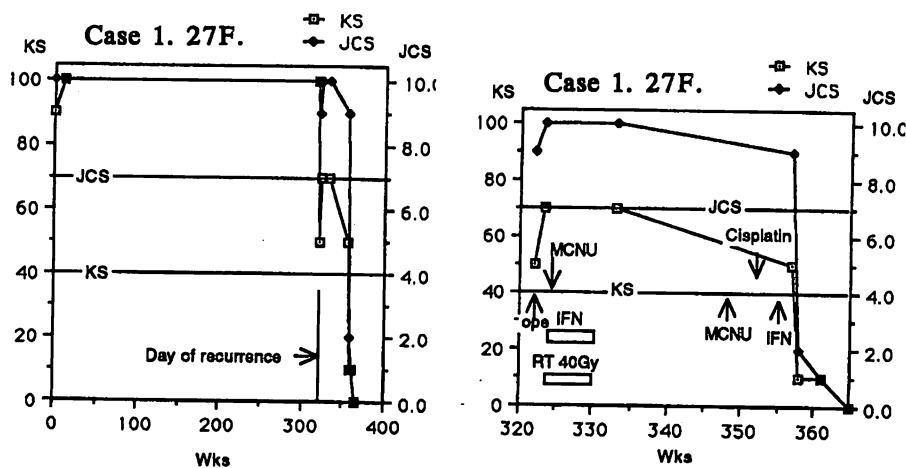 Case 1. 27F.
KS
JCS
KS
JCS
100
80
60
40
20
0
10.0
8.0
6.0
4.0
2.0
0.0
JCS
KS
Day of recurrence
0
100
200
300
400
Wks
Case 1. 27F.
KS
JCS
KS
JCS
100
80
60
40
20
0
10.0
8.0
6.0
4.0
2.0
0.0
JCS
Cisplatin
MCNU
KS
ope
IFN
MCNU
IFN
RT 40Gy
320
330
340
350
360
Wks